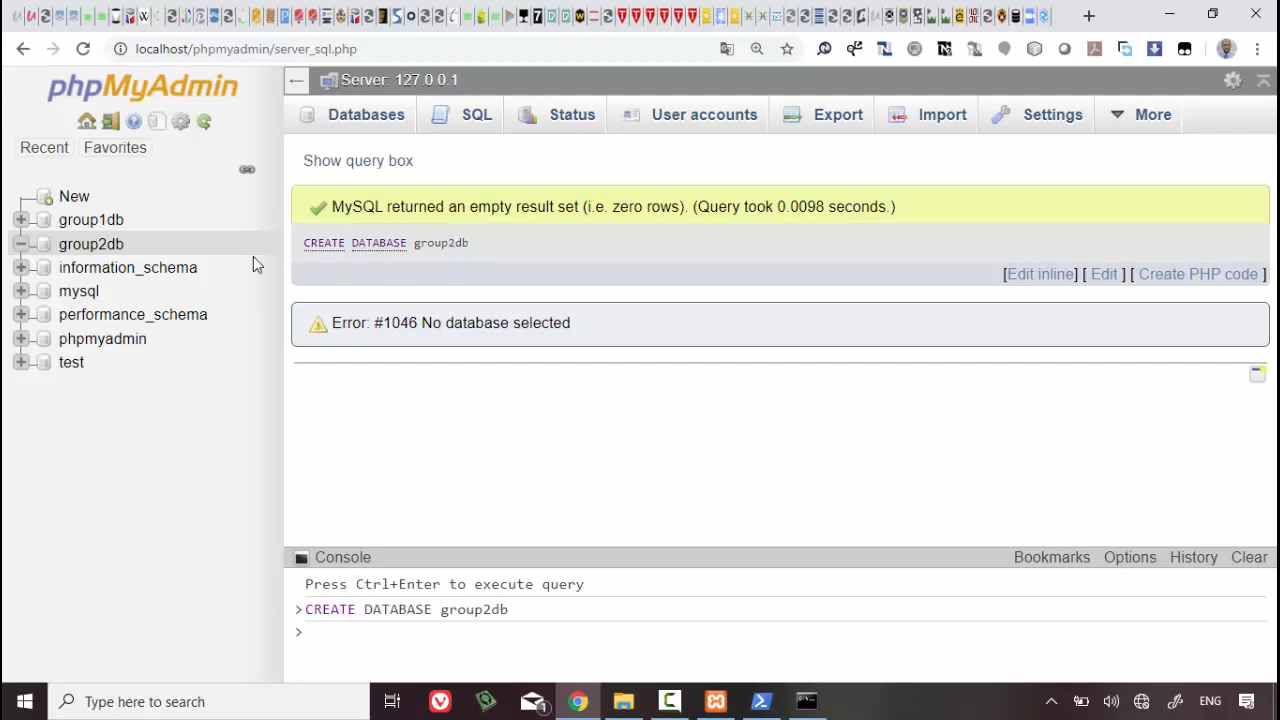 localhost/phpmyadmin/server_sql.php
phpMyAdmin
Recent Favorites
New
group1db
group2db
information_schema
mysql
performance_schema
phpmyadmin
test
Server: 127.0.0.1
Databases SQL Status User accounts Export Import Settings More
Show query box
MySQL returned an empty result set (i.e. zero rows). (Query took 0.0098 seconds.)
CREATE DATABASE group2db
[Edit inline] [ Edit ] [ Create PHP code ]
Error: #1046 No database selected
Console Bookmarks Options History Clear
Press Ctrl+Enter to execute query
>CREATE DATABASE group2db
>
Type here to search
1
ENG